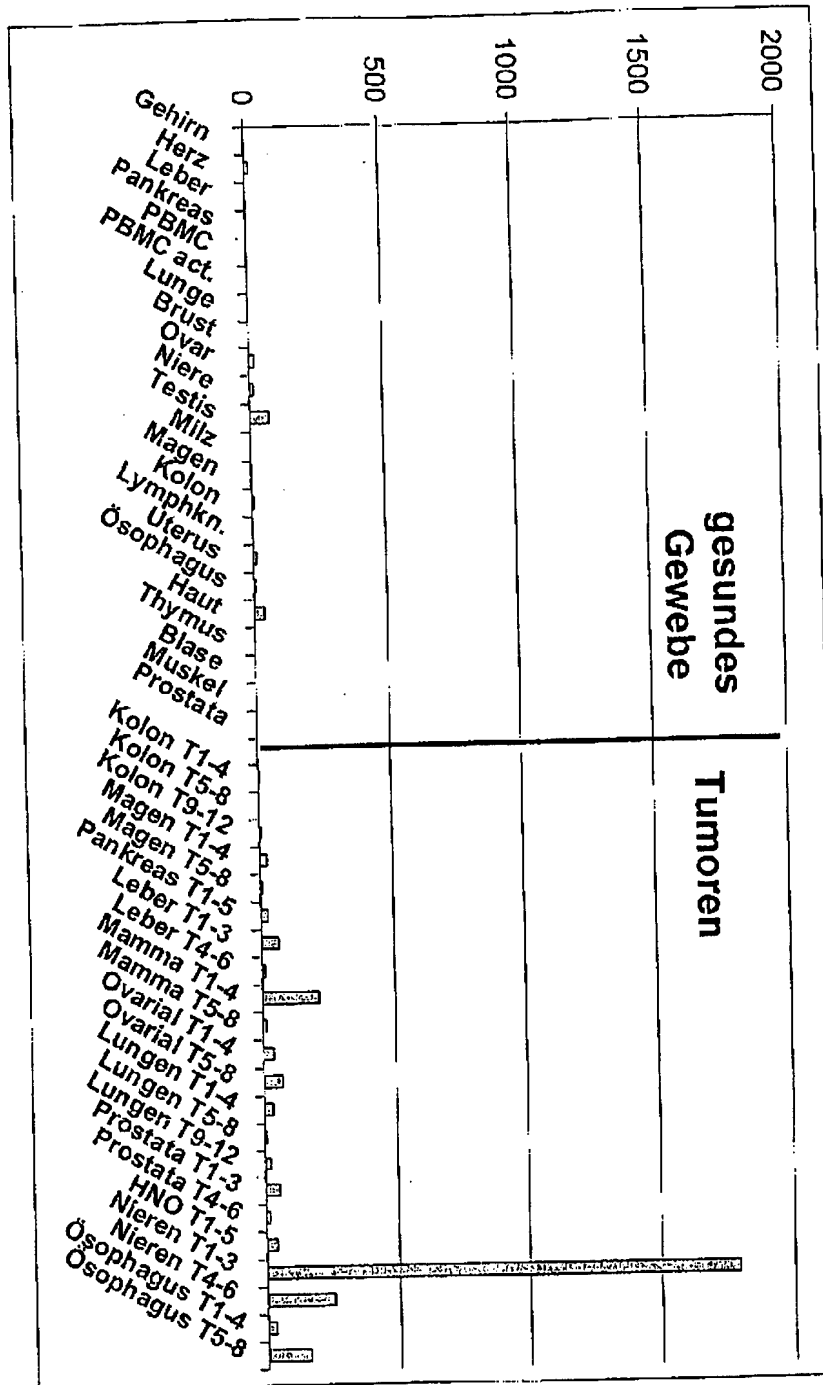 2000
1500
1000
500
0
gesundes
Gewebe
Tumoren
Gehirn
Herz
Leber
Pankreas
PBMC
PBMC act.
Lunge
Brust
Ovar
Niere
Testis
Milz
Magen
Kolon
Lymphkn.
Uterus
Ösophagus
Haut
Thymus
Blase
Muskel
Prostata
Kolon T1-4
Kolon T5-8
Kolon T9-12
Magen T1-4
Magen T5-8
Pankreas T1-5
Leber T1-3
Leber T4-6
Mamma T1-4
Mamma T5-8
Ovarial T1-4
Ovarial T5-8
Lungen T1-4
Lungen T5-8
Lungen T9-12
Prostata T1-3
Prostata T4-6
HNO T1-5
Nieren T1-3
Nieren T4-6
Ösophagus T1-4
Ösophagus T5-8